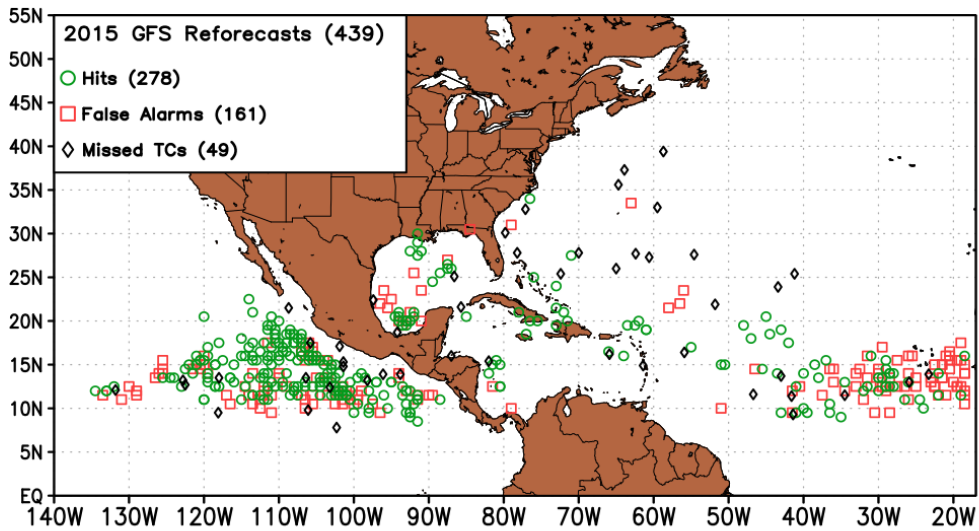 55N
50N
45N
40N
35N
30N
25N
20N
15N
10N
5N
EQ
2015 GFS Reforecasts (439)
Hits (278)
False Alarms (161)
Missed TCs (49)
140W 130W 120W 110W 100W 90W 80W 70W 60W 50W 40W 30W 20W